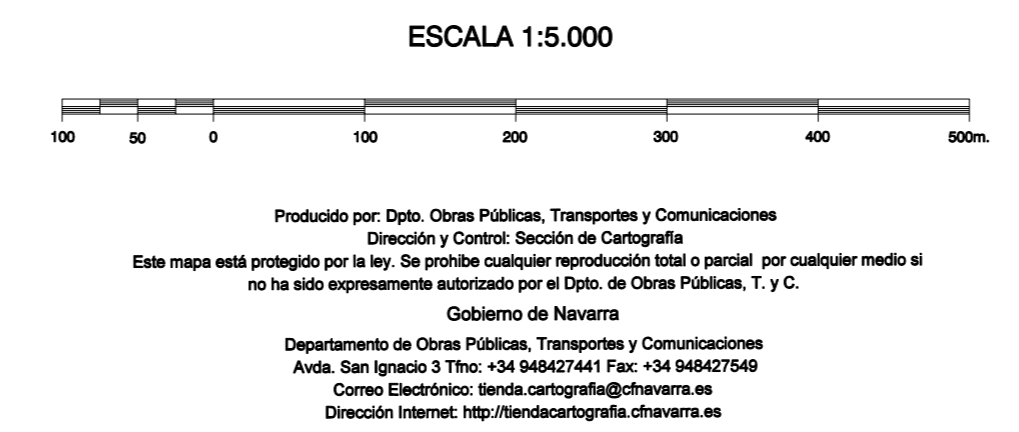 ESCALA 1:5.000
100 50 0 100 200 300 400 500m.
Producido por: Dpto. Obras Públicas, Transportes y Comunicaciones
Dirección y Control: Sección de Cartografía
Este mapa está protegido por la ley. Se prohibe cualquier reproducción total o parcial por cualquier medio si
no ha sido expresamente autorizado por el Dpto. de Obras Públicas, T. y C.
Gobierno de Navarra
Departamento de Obras Públicas, Transportes y Comunicaciones
Avda. San Ignacio 3 Tfno: +34 948427441 Fax: +34 948427549
Correo Electrónico: tienda.cartografia@cfnavarra.es
Dirección Internet: http://tiendacartografia.cfnavarra.es